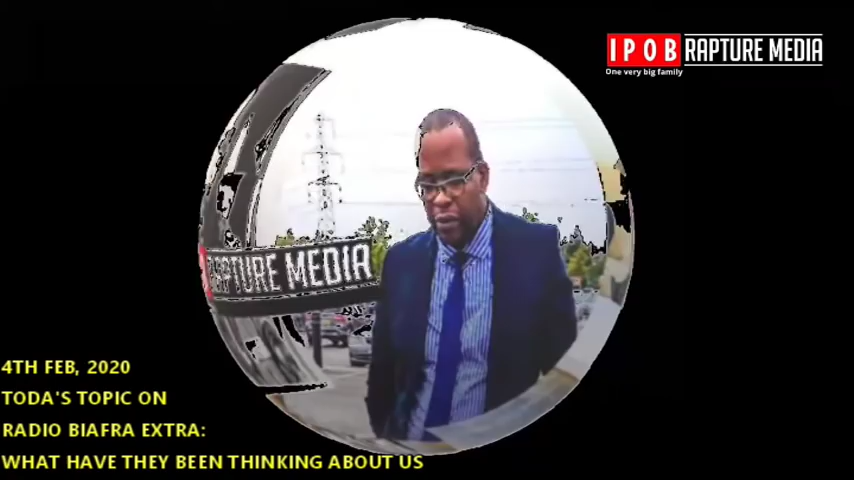 IPOB RAPTURE MEDIA
One very big family
RAPTURE MEDIA
4TH FEB, 2020
TODA'S TOPIC ON
RADIO BIAFRA EXTRA:
WHAT HAVE THEY BEEN THINKING ABOUT US